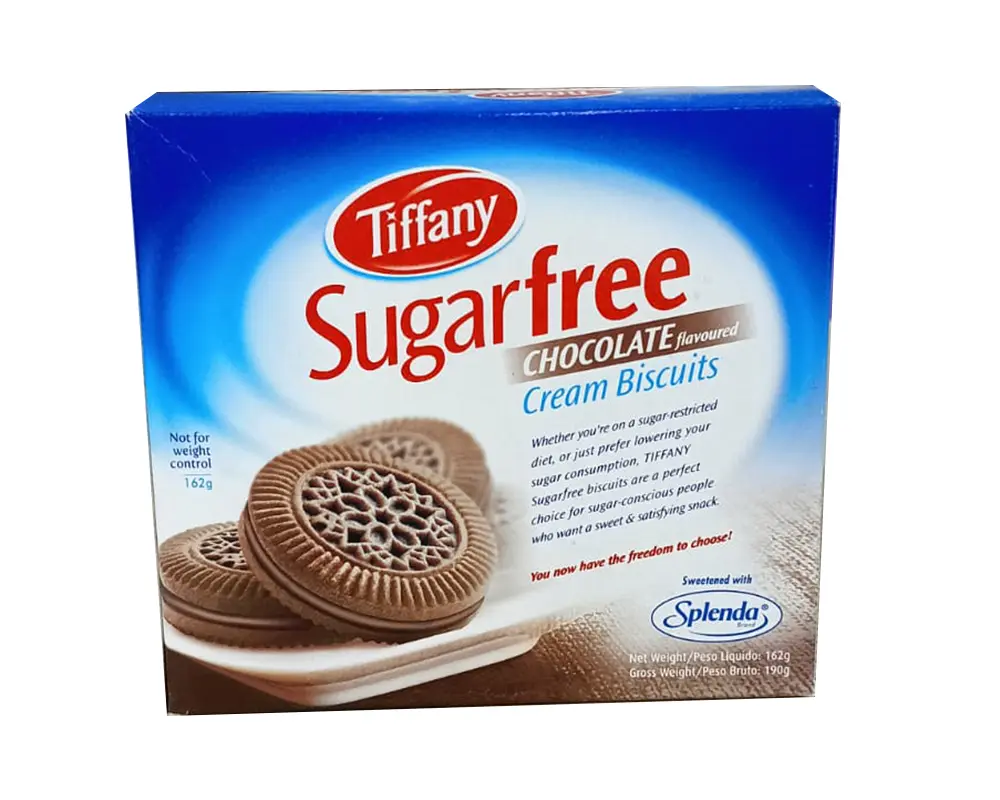 Tiffany
Tiffany
Sugarfree
CHOCOLATE flavoured
Cream Biscuits
Whether you're on a sugar-restricted
diet, or just prefer lowering your
sugar consumption, TIFFANY
Sugarfree biscuits are a perfect
choice for sugar-conscious people
who want a sweet & satisfying snack.
You now have the freedom to choose!
Not for
weight
control
162g
Sweetened with
Splenda®
Brand
Net Weight/Peso Liquido: 162g
Gross Weight/Peso Bruto: 190g